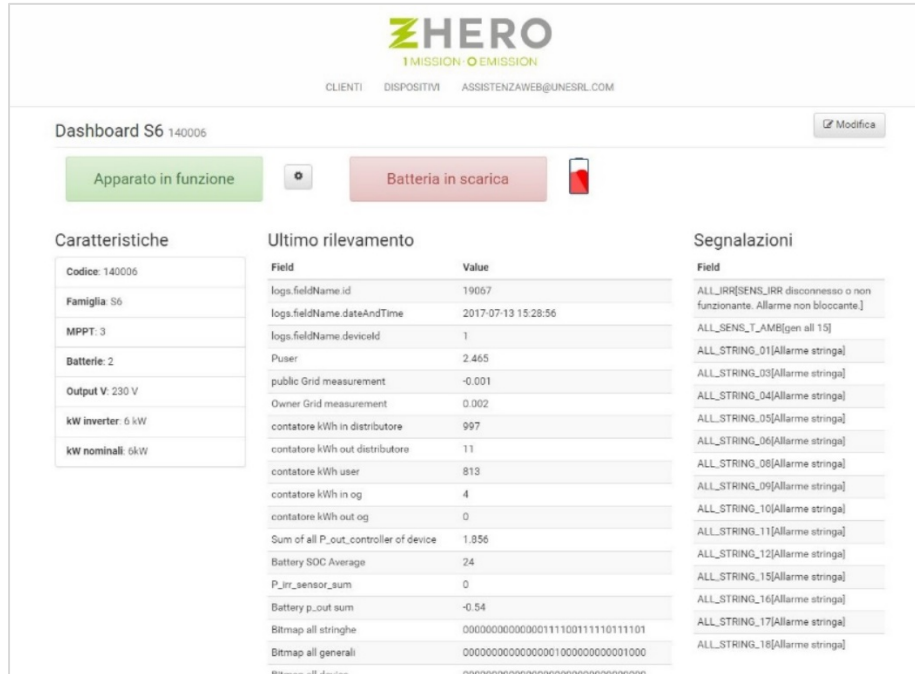 ZHERO
1 MISSION · O EMISSION
CLIENTI DISPOSITIVI ASSISTENZAWEB@UNESRL.COM
Dashboard S6 140006
Modifica
Apparato in funzione
Batteria in scarica
Caratteristiche
Codice: 140006
Famiglia: S6
MPPT: 3
Batterie: 2
Output V: 230 V
kW inverter: 6 kW
kW nominali: 6kW
Ultimo rilevamento
Field Value
logs.fieldName.id 19067
logs.fieldName.dateAndTime 2017-07-13 15:28:56
logs.fieldName.deviceId 1
Puser 2.465
public Grid measurement -0.001
Owner Grid measurement 0.002
contatore kWh in distributore 997
contatore kWh out distributore 11
contatore kWh user 813
contatore kWh in og 4
contatore kWh out og 0
Sum of all P_out_controller of device 1.856
Battery SOC Average 24
P_irr_sensor_sum 0
Battery p_out sum -0.54
Bitmap all stringhe
Bitmap all generali
Segnalazioni
Field
ALL_IRR[SENS_IRR disconnesso o non
funzionante. Allarme non bloccante.]
ALL_SENS_T_AMB[gen all 15]
ALL_STRING_01[Allarme stringa]
ALL_STRING_03[Allarme stringa]
ALL_STRING_04[Allarme stringa]
ALL_STRING_05[Allarme stringa]
ALL_STRING_06[Allarme stringa]
ALL_STRING_08[Allarme stringa]
ALL_STRING_09[Allarme stringa]
ALL_STRING_10[Allarme stringa]
ALL_STRING_11[Allarme stringa]
ALL_STRING_12[Allarme stringa]
ALL_STRING_15[Allarme stringa]
ALL_STRING_16[Allarme stringa]
ALL_STRING_17[Allarme stringa]
ALL_STRING_18[Allarme stringa]